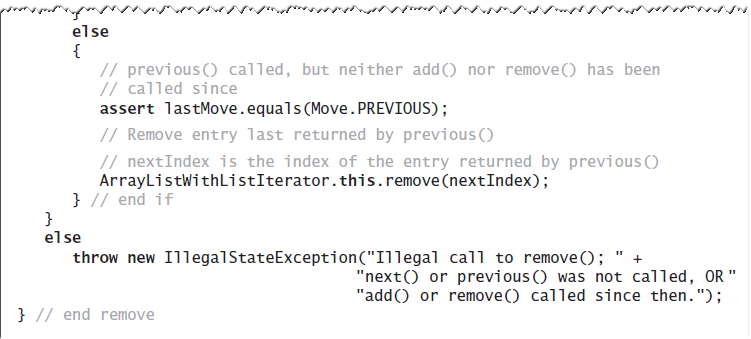 }
else
{
// previous() called, but neither add() nor remove() has been
// called since
assert lastMove.equals(Move.PREVIOUS);
// Remove entry last returned by previous()
// nextIndex is the index of the entry returned by previous()
ArrayListWithListIterator.this.remove(nextIndex);
} // end if
}
else
throw new IllegalStateException("Illegal call to remove(); " +
"next() or previous() was not called, OR "
"add() or remove() called since then.");
} // end remove